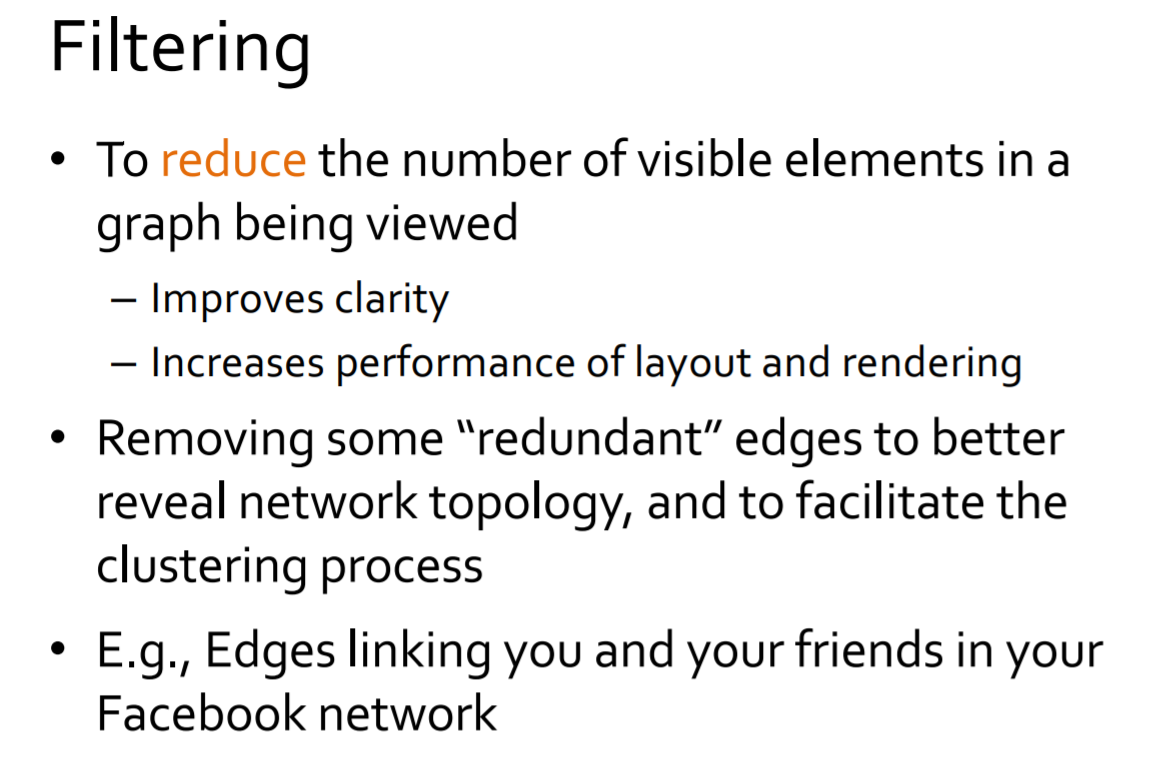 Filtering
• To reduce the number of visible elements in a
graph being viewed
– Improves clarity
– Increases performance of layout and rendering
• Removing some “redundant” edges to better
reveal network topology, and to facilitate the
clustering process
• E.g., Edges linking you and your friends in your
Facebook network